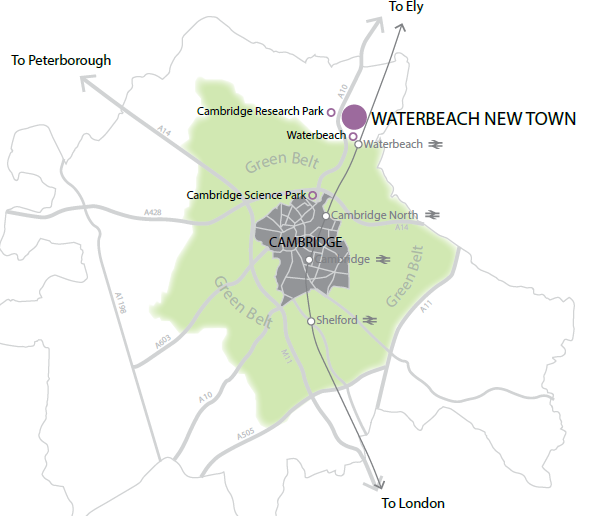 To Ely
To Peterborough
A10
Cambridge Research Park
WATERBEACH NEW TOWN
A14
Waterbeach
Waterbeach
Green Belt
Cambridge Science Park
A428
Cambridge North
A14
CAMBRIDGE
Cambridge
Green Belt
Green Belt
A1198
A11
Shelford
A603
M11
A10
A505
To London